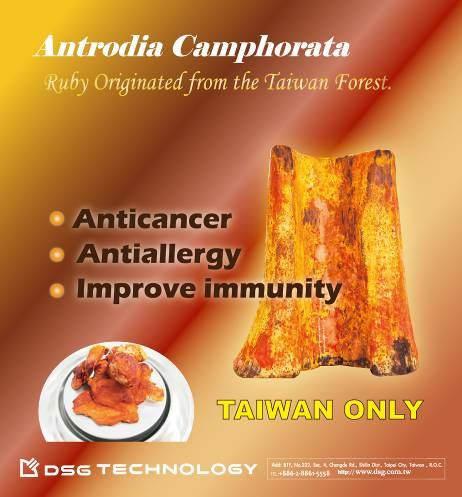 Antrodia Camphorata
Ruby Originated from the Taiwan Forest.
Anticancer
Antiallergy
Improve immunity
TAIWAN ONLY
DSG TECHNOLOGY
Add: B1F, No.222, Sec. 4, Chengde Rd., Shilin Dist., Taipei City, Taiwan , R.O.C.
TEL:+886-2-8861-5558 http://www.dsg.com.tw